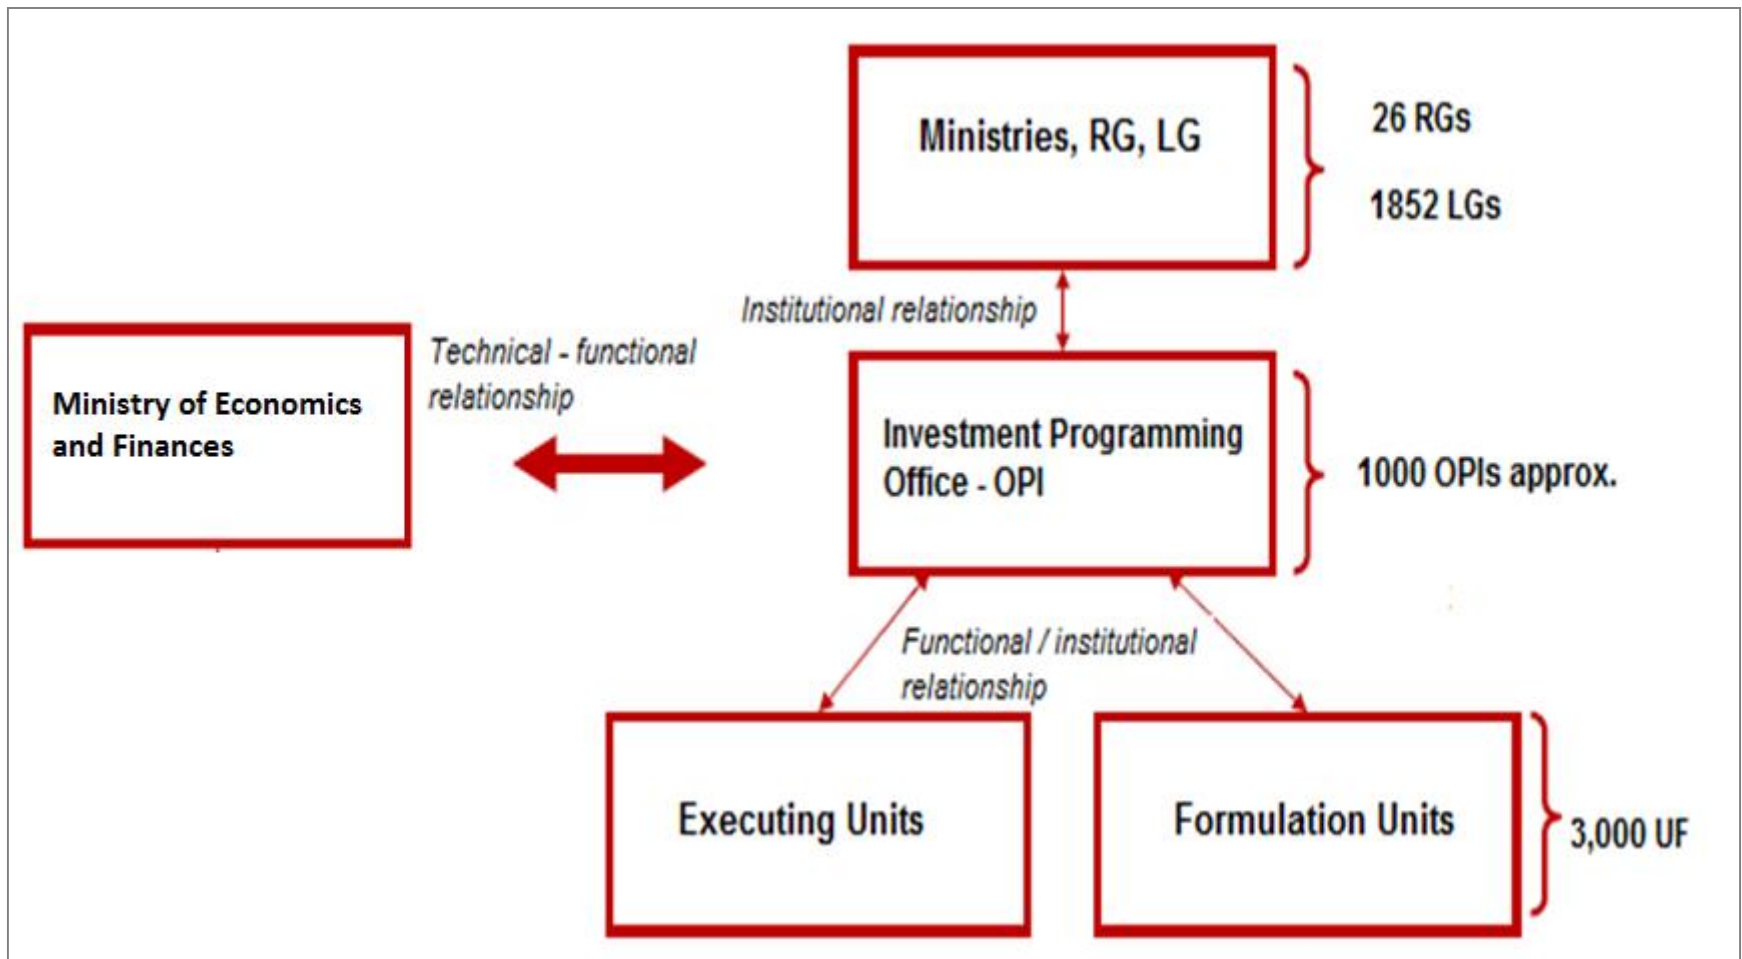 Ministries, RG, LG
26 RGs
1852 LGs
Institutional relationship
Technical - functional
relationship
Ministry of Economics
and Finances
Investment Programming
Office - OPI
1000 OPIs approx.
Functional / institutional
relationship
Executing Units
Formulation Units
3,000 UF